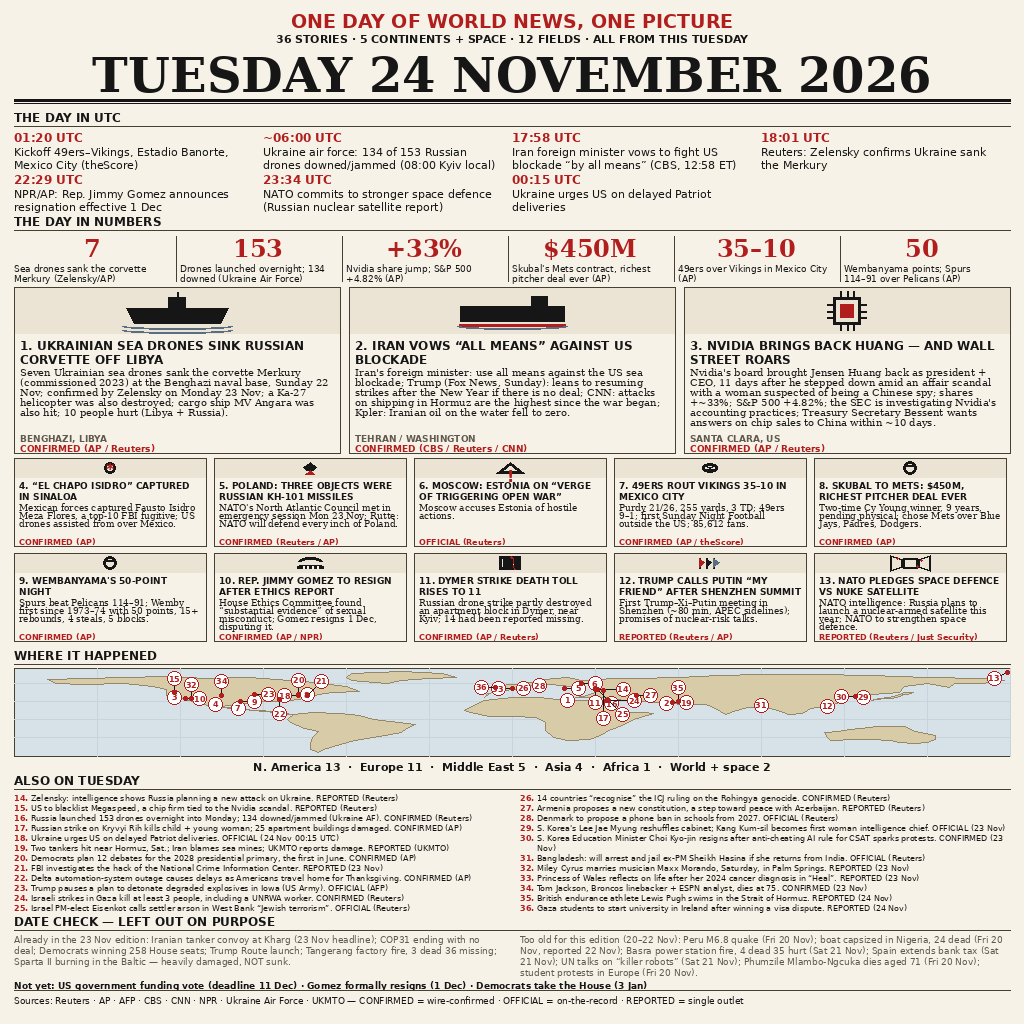 ONE DAY OF WORLD NEWS, ONE PICTURE
36 STORIES · 5 CONTINENTS + SPACE · 12 FIELDS · ALL FROM THIS TUESDAY
TUESDAY 24 NOVEMBER 2026
THE DAY IN UTC
01:20 UTC
Kickoff 49ers–Vikings, Estadio Banorte,
Mexico City (theScore)
~06:00 UTC
Ukraine air force: 134 of 153 Russian
drones downed/jammed (08:00 Kyiv local)
17:58 UTC
Iran foreign minister vows to fight US
blockade “by all means” (CBS, 12:58 ET)
18:01 UTC
Reuters: Zelensky confirms Ukraine sank
the Merkury
22:29 UTC
NPR/AP: Rep. Jimmy Gomez announces
resignation effective 1 Dec
23:34 UTC
NATO commits to stronger space defence
(Russian nuclear satellite report)
00:15 UTC
Ukraine urges US on delayed Patriot
deliveries
THE DAY IN NUMBERS
7
Sea drones sank the corvette
Merkury (Zelensky/AP)
153
Drones launched overnight; 134
downed (Ukraine Air Force)
+33%
Nvidia share jump; S&P 500
+4.82% (AP)
$450M
Skubal's Mets contract, richest
pitcher deal ever (AP)
35–10
49ers over Vikings in Mexico City
(AP)
50
Wembanyama points; Spurs
114–91 over Pelicans (AP)
1. UKRAINIAN SEA DRONES SINK RUSSIAN
CORVETTE OFF LIBYA
Seven Ukrainian sea drones sank the corvette Merkury
(commissioned 2023) at the Benghazi naval base, Sunday 22
Nov; confirmed by Zelensky on Monday 23 Nov; a Ka-27
helicopter was also destroyed; cargo ship MV Angara was
also hit; 10 people hurt (Libya + Russia).
BENGHAZI, LIBYA
CONFIRMED (AP / Reuters)
2. IRAN VOWS “ALL MEANS” AGAINST US
BLOCKADE
Iran's foreign minister: use all means against the US sea
blockade; Trump (Fox News, Sunday): leans to resuming
strikes after the New Year if there is no deal; CNN: attacks
on shipping in Hormuz are the highest since the war began;
Kpler: Iranian oil on the water fell to zero.
TEHRAN / WASHINGTON
CONFIRMED (CBS / Reuters / CNN)
3. NVIDIA BRINGS BACK HUANG — AND WALL
STREET ROARS
Nvidia's board brought Jensen Huang back as president +
CEO, 11 days after he stepped down amid an affair scandal
with a woman suspected of being a Chinese spy; shares
+~33%; S&P 500 +4.82%; the SEC is investigating Nvidia's
accounting practices; Treasury Secretary Bessent wants
answers on chip sales to China within ~10 days.
SANTA CLARA, US
CONFIRMED (AP / Reuters)
4. “EL CHAPO ISIDRO” CAPTURED
IN SINALOA
Mexican forces captured Fausto Isidro
Meza Flores, a top-10 FBI fugitive; US
drones assisted from over Mexico.
CONFIRMED (AP)
5. POLAND: THREE OBJECTS WERE
RUSSIAN KH-101 MISSILES
NATO's North Atlantic Council met in
emergency session Mon 23 Nov; Rutte:
NATO will defend every inch of Poland.
CONFIRMED (Reuters / AP)
6. MOSCOW: ESTONIA ON “VERGE
OF TRIGGERING OPEN WAR”
Moscow accuses Estonia of hostile
actions.
OFFICIAL (Reuters)
7. 49ERS ROUT VIKINGS 35–10 IN
MEXICO CITY
Purdy 21/26, 255 yards, 3 TD; 49ers
9–1; first Sunday Night Football
outside the US; 85,612 fans.
CONFIRMED (AP / theScore)
8. SKUBAL TO METS: $450M,
RICHEST PITCHER DEAL EVER
Two-time Cy Young winner, 9 years,
pending physical; chose Mets over Blue
Jays, Padres, Dodgers.
CONFIRMED (AP)
9. WEMBANYAMA'S 50-POINT
NIGHT
Spurs beat Pelicans 114–91; Wemby
first since 1973–74 with 50 points, 15+
rebounds, 4 steals, 5 blocks.
CONFIRMED (AP)
10. REP. JIMMY GOMEZ TO RESIGN
AFTER ETHICS REPORT
House Ethics Committee found
“substantial evidence” of sexual
misconduct; Gomez resigns 1 Dec,
disputing it.
CONFIRMED (AP / NPR)
11. DYMER STRIKE DEATH TOLL
RISES TO 11
Russian drone strike partly destroyed
an apartment block in Dymer, near
Kyiv; 14 had been reported missing.
CONFIRMED (AP / Reuters)
12. TRUMP CALLS PUTIN “MY
FRIEND” AFTER SHENZHEN SUMMIT
First Trump–Xi–Putin meeting in
Shenzhen (~80 min, APEC sidelines);
promises of nuclear-risk talks.
REPORTED (Reuters / AP)
13. NATO PLEDGES SPACE DEFENCE
VS NUKE SATELLITE
NATO intelligence: Russia plans to
launch a nuclear-armed satellite this
year; NATO to strengthen space
defence.
REPORTED (Reuters / Just Security)
WHERE IT HAPPENED
15
32
34
3
10
4
7
9
23
18
20
8
21
22
36
26
28
1
5
6
11
14
17
25
24
27
35
2
19
31
12
30
29
13
N. America 13 · Europe 11 · Middle East 5 · Asia 4 · Africa 1 · World + space 2
ALSO ON TUESDAY
14. Zelensky: intelligence shows Russia planning a new attack on Ukraine. REPORTED (Reuters)
15. US to blacklist Megaspeed, a chip firm tied to the Nvidia scandal. REPORTED (Reuters)
16. Russia launched 153 drones overnight into Monday; 134 downed/jammed (Ukraine AF). CONFIRMED (Reuters)
17. Russian strike on Kryvyi Rih kills child + young woman; 25 apartment buildings damaged. CONFIRMED (AP)
18. Ukraine urges US on delayed Patriot deliveries. OFFICIAL (24 Nov 00:15 UTC)
19. Two tankers hit near Hormuz, Sat.; Iran blames sea mines; UKMTO reports damage. REPORTED (UKMTO)
20. Democrats plan 12 debates for the 2028 presidential primary, the first in June. CONFIRMED (AP)
21. FBI investigates the hack of the National Crime Information Center. REPORTED (23 Nov)
22. Delta automation-system outage causes delays as Americans travel home for Thanksgiving. CONFIRMED (AP)
23. Trump pauses a plan to detonate degraded explosives in Iowa (US Army). OFFICIAL (AFP)
24. Israeli strikes in Gaza kill at least 3 people, including a UNRWA worker. CONFIRMED (Reuters)
25. Israel PM-elect Eisenkot calls settler arson in West Bank “Jewish terrorism”. OFFICIAL (Reuters)
26. 14 countries “recognise” the ICJ ruling on the Rohingya genocide. CONFIRMED (Reuters)
27. Armenia proposes a new constitution, a step toward peace with Azerbaijan. REPORTED (Reuters)
28. Denmark to propose a phone ban in schools from 2027. OFFICIAL (Reuters)
29. S. Korea's Lee Jae Myung reshuffles cabinet; Kang Kum-sil becomes first woman intelligence chief. OFFICIAL (23 Nov)
30. S. Korea Education Minister Choi Kyo-jin resigns after anti-cheating AI rule for CSAT sparks protests. CONFIRMED (23
Nov)
31. Bangladesh: will arrest and jail ex-PM Sheikh Hasina if she returns from India. OFFICIAL (Reuters)
32. Miley Cyrus marries musician Maxx Morando, Saturday, in Palm Springs. REPORTED (23 Nov)
33. Princess of Wales reflects on life after her 2024 cancer diagnosis in “Heal”. REPORTED (23 Nov)
34. Tom Jackson, Broncos linebacker + ESPN analyst, dies at 75. CONFIRMED (23 Nov)
35. British endurance athlete Lewis Pugh swims in the Strait of Hormuz. REPORTED (24 Nov)
36. Gaza students to start university in Ireland after winning a visa dispute. REPORTED (24 Nov)
DATE CHECK — LEFT OUT ON PURPOSE
Already in the 23 Nov edition: Iranian tanker convoy at Kharg (23 Nov headline); COP31 ending with no
deal; Democrats winning 258 House seats; Trump Route launch; Tangerang factory fire, 3 dead 36 missing;
Sparta II burning in the Baltic — heavily damaged, NOT sunk.
Too old for this edition (20–22 Nov): Peru M6.8 quake (Fri 20 Nov); boat capsized in Nigeria, 24 dead (Fri 20
Nov, reported 22 Nov); Basra power station fire, 4 dead 35 hurt (Sat 21 Nov); Spain extends bank tax (Sat
21 Nov); UN talks on “killer robots” (Sat 21 Nov); Phumzile Mlambo-Ngcuka dies aged 71 (Fri 20 Nov);
student protests in Europe (Fri 20 Nov).
Not yet: US government funding vote (deadline 11 Dec) · Gomez formally resigns (1 Dec) · Democrats take the House (3 Jan)
Sources: Reuters · AP · AFP · CBS · CNN · NPR · Ukraine Air Force · UKMTO — CONFIRMED = wire-confirmed · OFFICIAL = on-the-record · REPORTED = single outlet